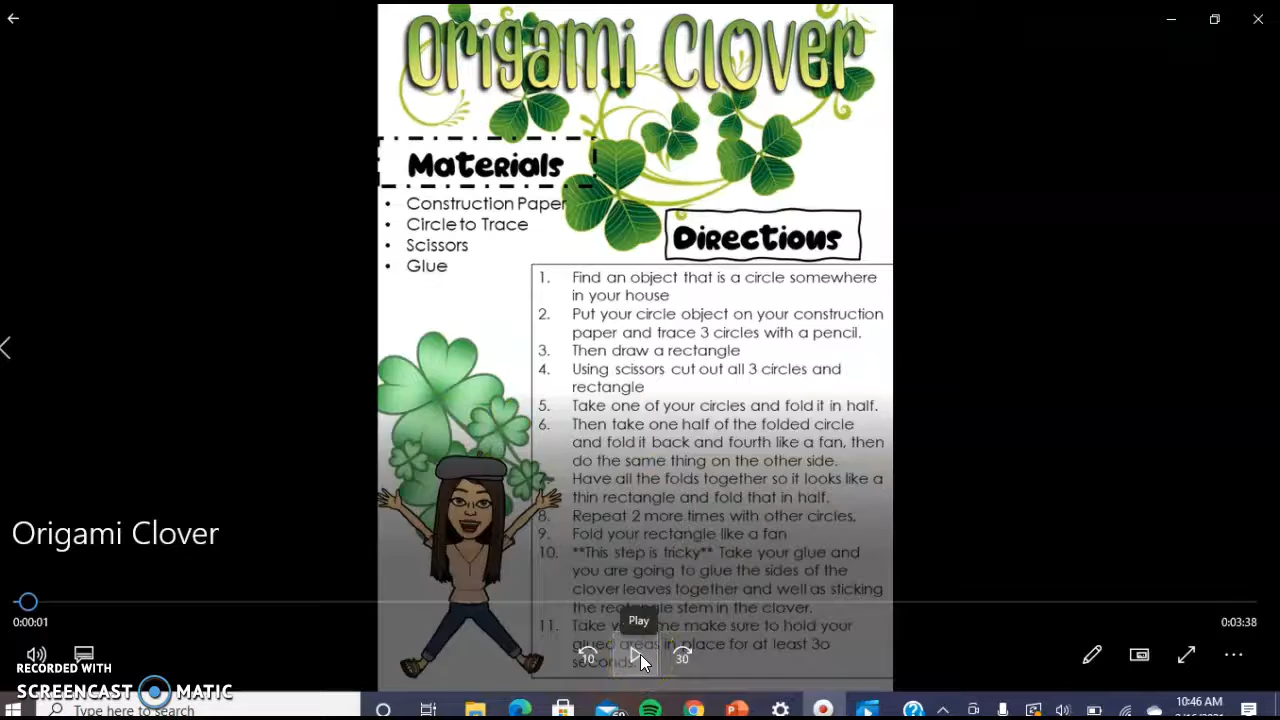 Origami Clover
Materials
• Construction Paper
• Circle to Trace
• Scissors
• Glue
Directions
1. Find an object that is a circle somewhere
in your house
2. Put your circle object on your construction
paper and trace 3 circles with a pencil.
3. Then draw a rectangle
4. Using scissors cut out all 3 circles and
rectangle
5. Take one of your circles and fold it in half.
6. Then take one half of the folded circle
and fold it back and fourth like a fan, then
do the same thing on the other side.
Have all the folds together so it looks like a
thin rectangle and fold that in half.
8. Repeat 2 more times with other circles,
9. Fold your rectangle like a fan
10. **This step is tricky** Take your glue and
you are going to glue the sides of the
clover leaves together and well as sticking
the rectangle stem in the clover.
11. Take make sure to hold your
glued areas in place for at least 3o
seconds
Origami Clover
0:00:01
Play
0:03:38
10
30
RECORDED WITH
SCREENCAST MATIC
Type here to search
10:46 AM